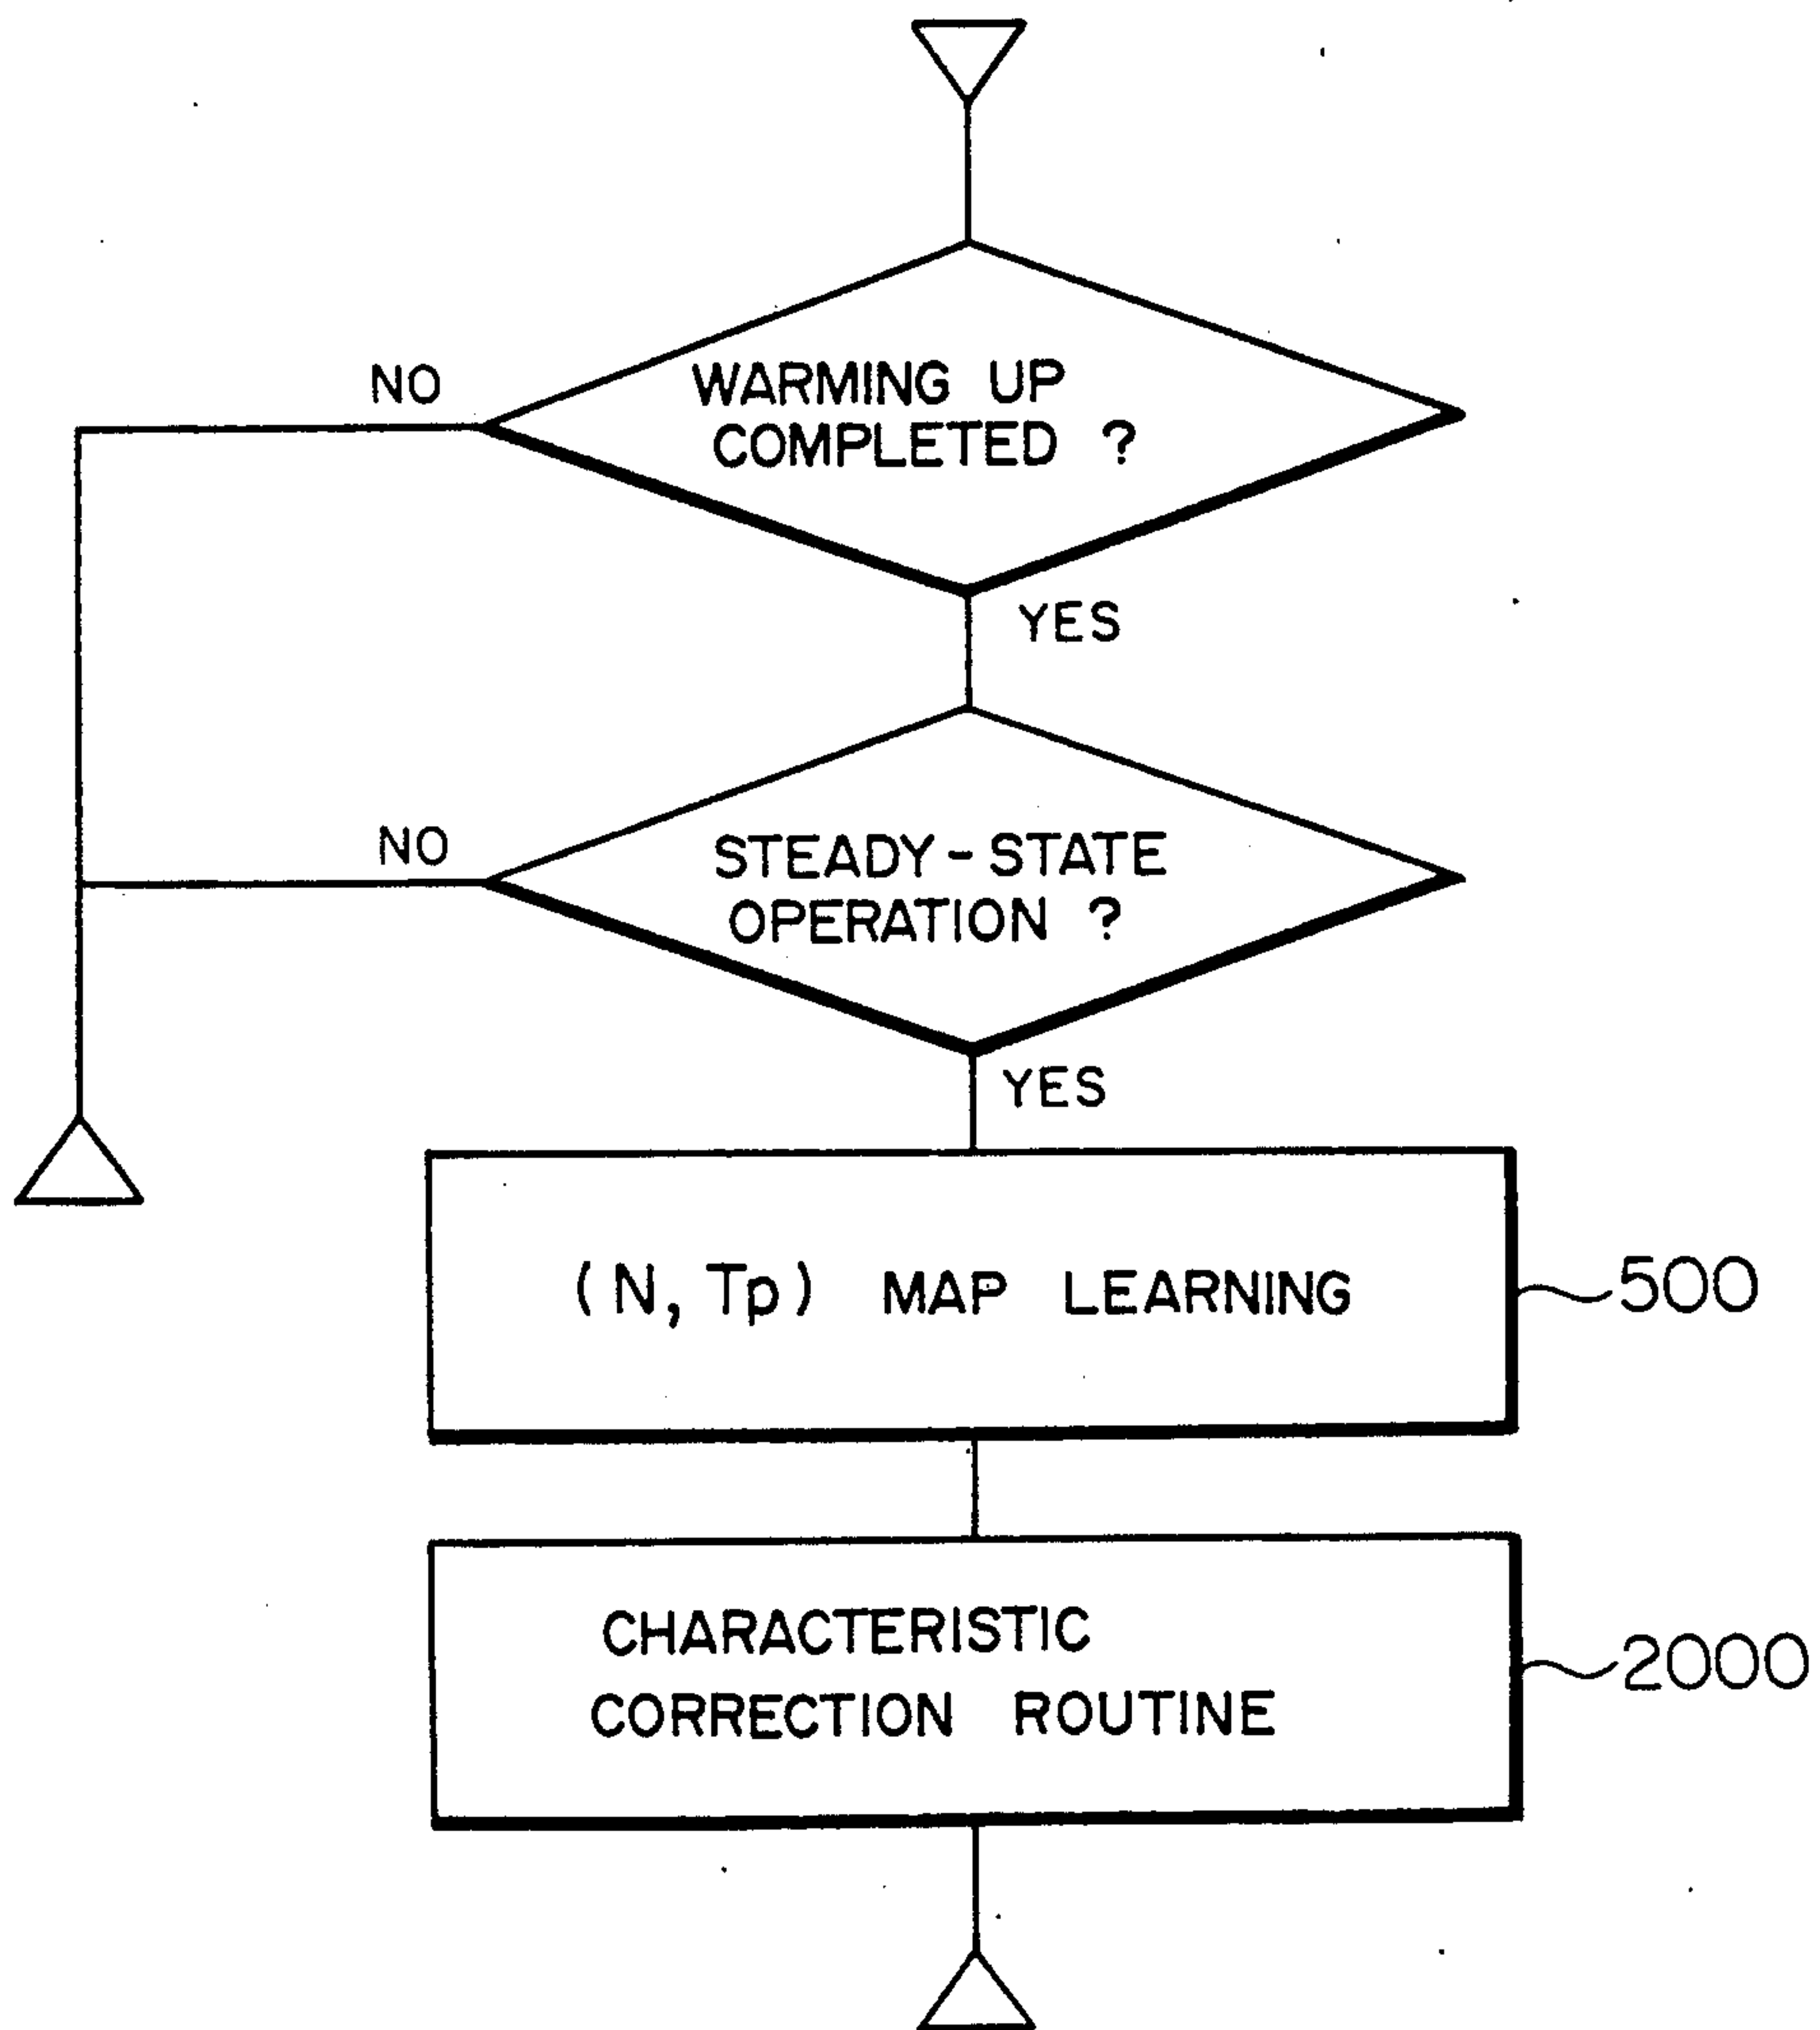 NO
WARMING UP
COMPLETED ?
YES
NO
STEADY-STATE
OPERATION ?
YES
(N, Tp) MAP LEARNING
500
CHARACTERISTIC
CORRECTION ROUTINE
2000